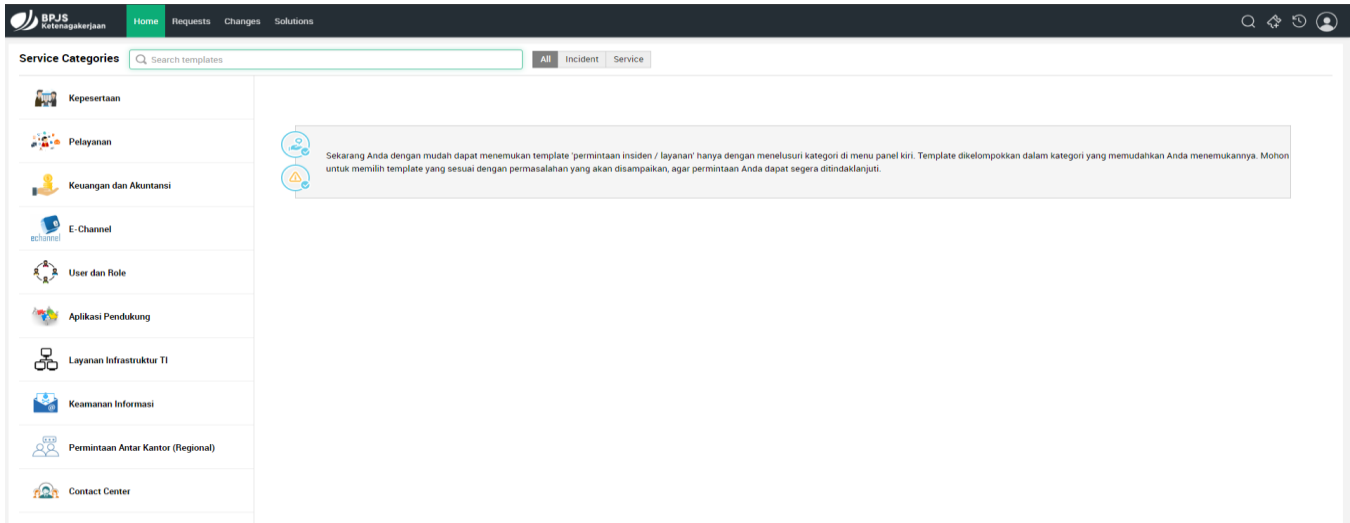 BPJS
Ketenagakerjaan
Home Requests Changes Solutions
Service Categories Search templates All Incident Service
Kepesertaan
Pelayanan
Sekarang Anda dengan mudah dapat menemukan template 'permintaan insiden / layanan' hanya dengan menelusuri kategori di menu panel kiri. Template dikelompokkan dalam kategori yang memudahkan Anda menemukannya. Mohon
untuk memilih template yang sesuai dengan permasalahan yang akan disampaikan, agar permintaan Anda dapat segera ditindaklanjuti.
Keuangan dan Akuntansi
echannel
E-Channel
User dan Role
Aplikasi Pendukung
Layanan Infrastruktur TI
Keamanan Informasi
Permintaan Antar Kantor (Regional)
Contact Center